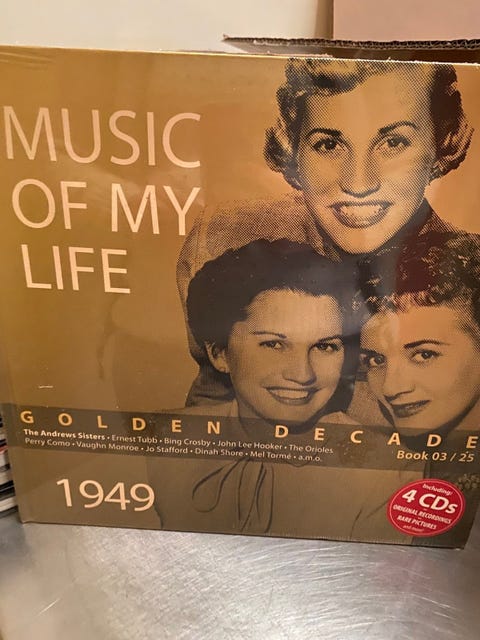 MUSIC
OF MY
LIFE
GOLDEN DECADE
Book 03 / 25
The Andrews Sisters • Ernest Tubb • Bing Crosby • John Lee Hooker • The Orioles
Perry Como • Vaughn Monroe • Jo Stafford • Dinah Shore • Mel Tormé • a.m.o.
1949
Including:
4 CDs
ORIGINAL RECORDINGS
RARE PICTURES
and more!